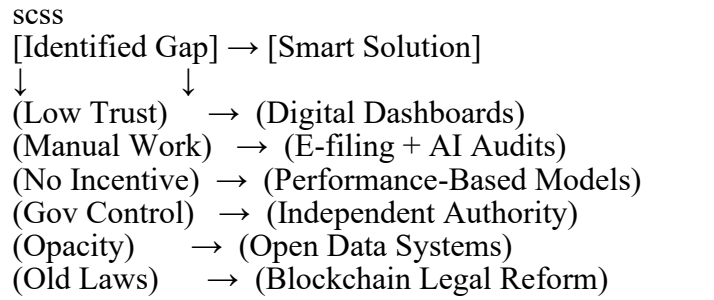 scss
[Identified Gap] → [Smart Solution]
↓ ↓
(Low Trust) → (Digital Dashboards)
(Manual Work) → (E-filing + AI Audits)
(No Incentive) → (Performance-Based Models)
(Gov Control) → (Independent Authority)
(Opacity) → (Open Data Systems)
(Old Laws) → (Blockchain Legal Reform)